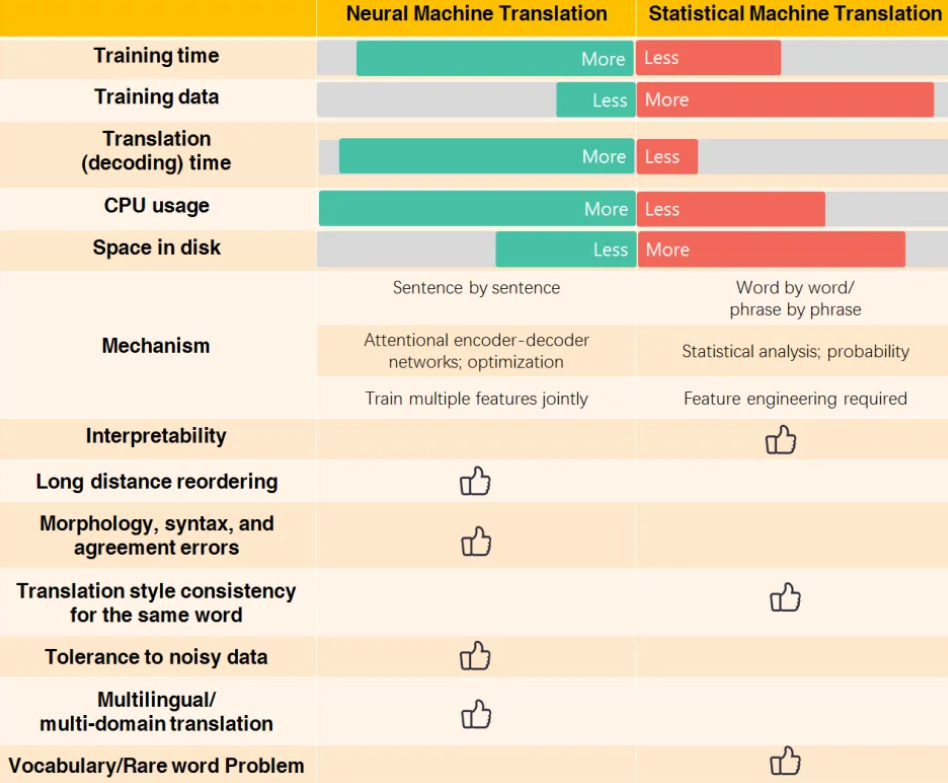 Neural Machine Translation
Statistical Machine Translation
Training time
More
Less
Training data
Less
More
Translation
(decoding) time
More
Less
CPU usage
More
Less
Space in disk
Less
More
Mechanism
Sentence by sentence
Word by word/
phrase by phrase
Attentional encoder-decoder
networks; optimization
Statistical analysis; probability
Train multiple features jointly
Feature engineering required
Interpretability
Long distance reordering
Morphology, syntax, and
agreement errors
Translation style consistency
for the same word
Tolerance to noisy data
Multilingual/
multi-domain translation
Vocabulary/Rare word Problem